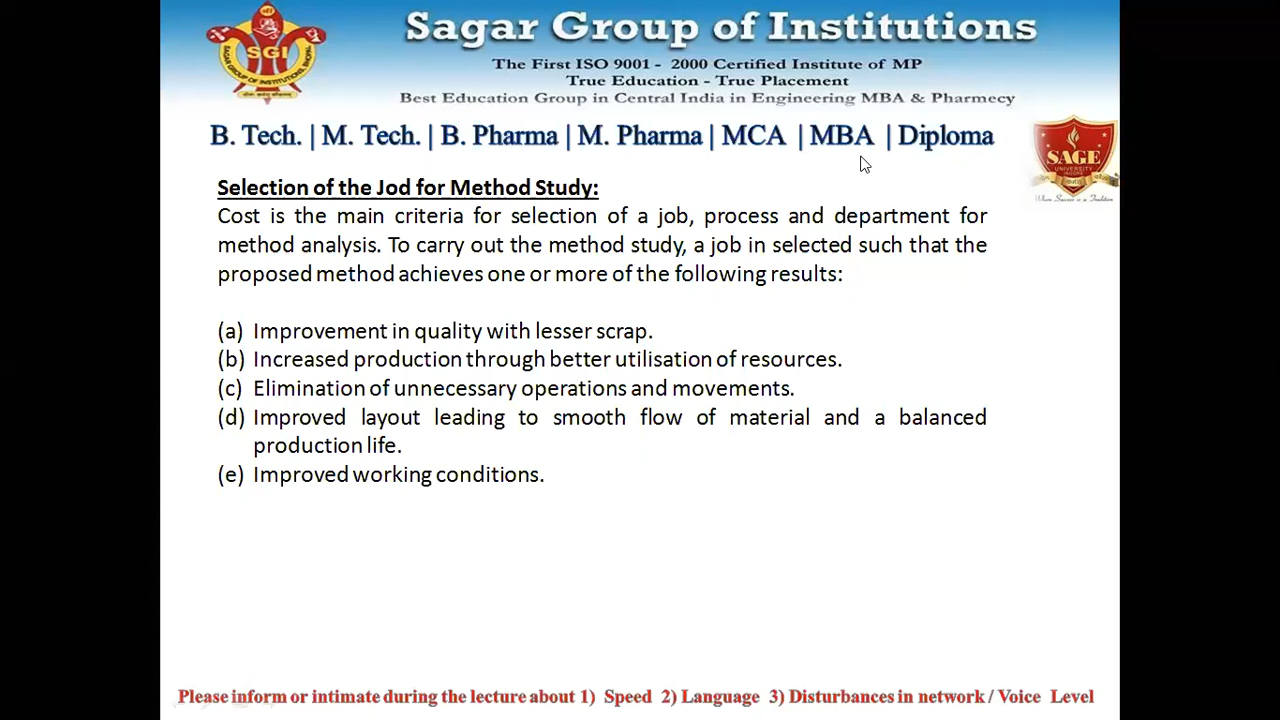 Sagar Group of Institutions
The First ISO 9001 - 2000 Certified Institute of MP
True Education - True Placement
Best Education Group in Central India in Engineering MBA & Pharmecy
SGI
B. Tech. | M. Tech. | B. Pharma | M. Pharma | MCA | MBA | Diploma
SAGE
UNIVERSITY
Selection of the Jod for Method Study:
Cost is the main criteria for selection of a job, process and department for
method analysis. To carry out the method study, a job in selected such that the
proposed method achieves one or more of the following results:
(a) Improvement in quality with lesser scrap.
(b) Increased production through better utilisation of resources.
(c) Elimination of unnecessary operations and movements.
(d) Improved layout leading to smooth flow of material and a balanced
production life.
(e) Improved working conditions.
Please inform or intimate during the lecture about 1) Speed 2) Language 3) Disturbances in network / Voice Level